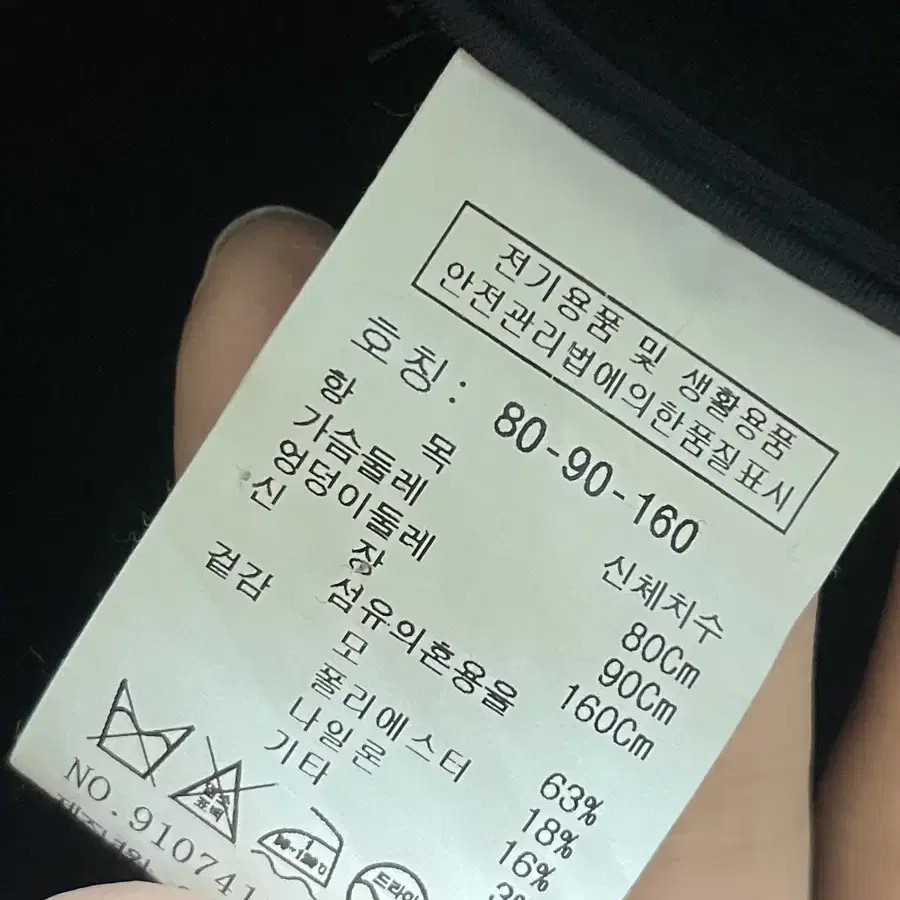 전기용품 및 생활용품
안전관리법에의한품질표시
호칭: 80-90-160
항 목 신체치수
가슴둘레 80Cm
엉덩이둘레 90Cm
신 장 160Cm
겉감 섬유의혼용율
모 63%
폴리에스터 18%
나일론 16%
기타
드라이
NO.910741